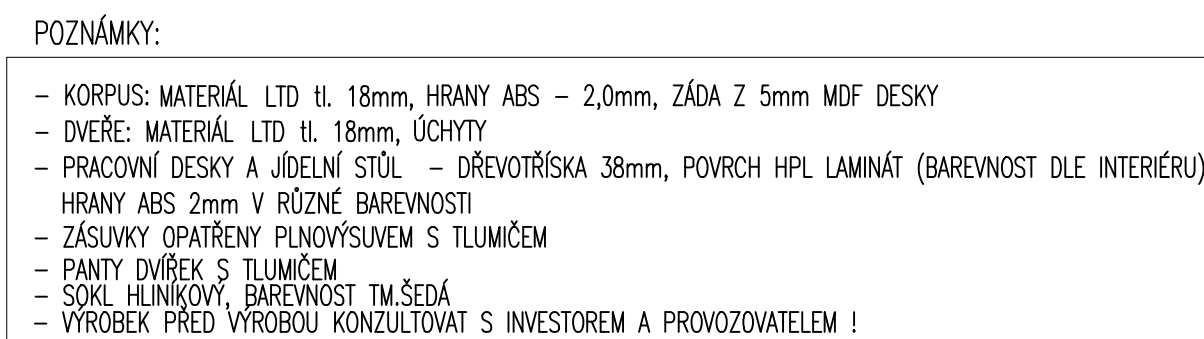 POZNÁMKY:
– KORPUS: MATERIÁL LTD tl. 18mm, HRANY ABS – 2,0mm, ZÁDA Z 5mm MDF DESKY
– DVEŘE: MATERIÁL LTD tl. 18mm, ÚCHYTY
– PRACOVNÍ DESKY A JÍDELNÍ STŮL – DŘEVOTŘÍSKA 38mm, POVRCH HPL LAMINÁT (BAREVNOST DLE INTERIÉRU)
HRANY ABS 2mm V RŮZNÉ BAREVNOSTI
– ZÁSUVKY OPATŘENY PLNOVÝSUVEM S TLUMIČEM
– PANTY DVÍŘEK S TLUMIČEM
– SOKL HLINÍKOVÝ, BAREVNOST TM.ŠEDÁ
– VÝROBEK PŘED VÝROBOU KONZULTOVAT S INVESTOREM A PROVOZOVATELEM !